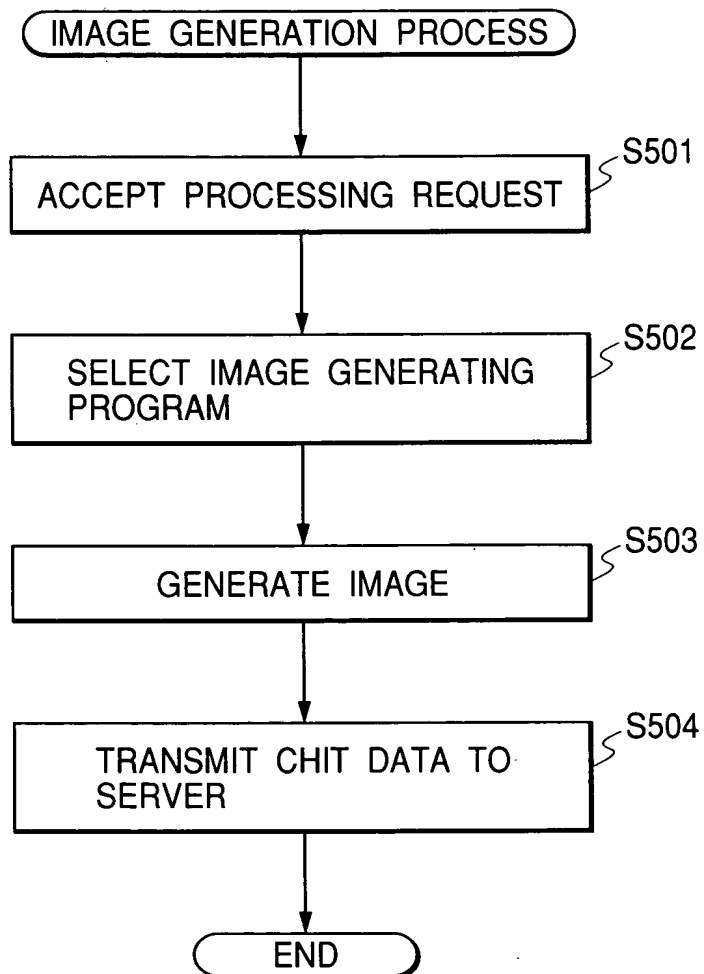 IMAGE GENERATION PROCESS
S501
ACCEPT PROCESSING REQUEST
S502
SELECT IMAGE GENERATING
PROGRAM
S503
GENERATE IMAGE
S504
TRANSMIT CHIT DATA TO
SERVER
END